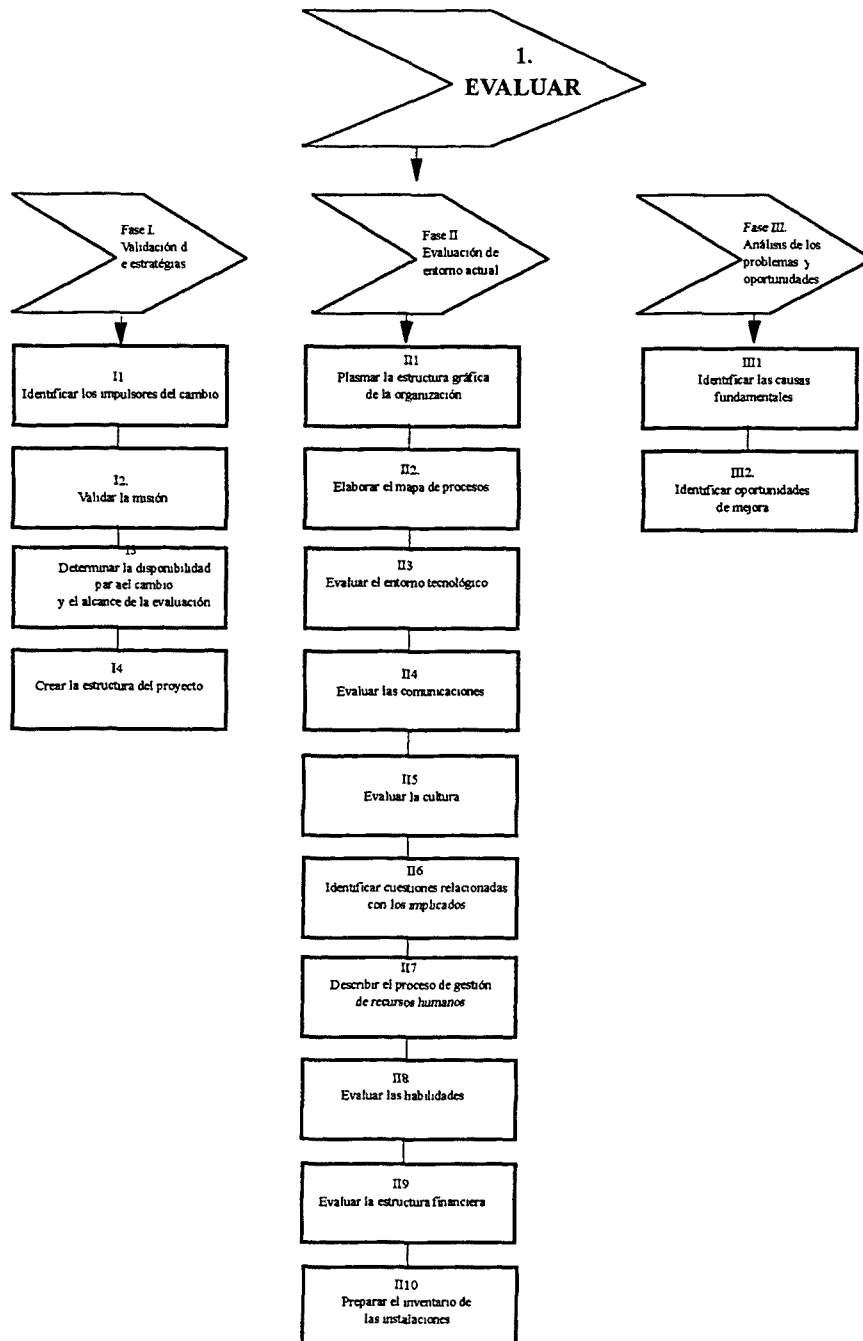 1.
EVALUAR
Fase I.
Validación d
e estratégias
I1
Identificar los impulsores del cambio
I2.
Validar la misión
I3
Determinar la disponibilidad
par ael cambio
y el alcance de la evaluación
I4
Crear la estructura del proyecto
Fase II
Evaluación de
entorno actual
II1
Plasmar la estructura gráfica
de la organización
II2.
Elaborar el mapa de procesos
II3
Evaluar el entorno tecnológico
II4
Evaluar las comunicaciones
II5
Evaluar la cultura
II6
Identificar cuestiones relacionadas
con los implicados
II7
Describir el proceso de gestión
de recursos humanos
II8
Evaluar las habilidades
II9
Evaluar la estructura financiera
II10
Preparar el inventario de
las instalaciones
Fase III.
Análisis de los
problemas y
oportunidades
III1
Identificar las causas
fundamentales
III2.
Identificar oportunidades
de mejora